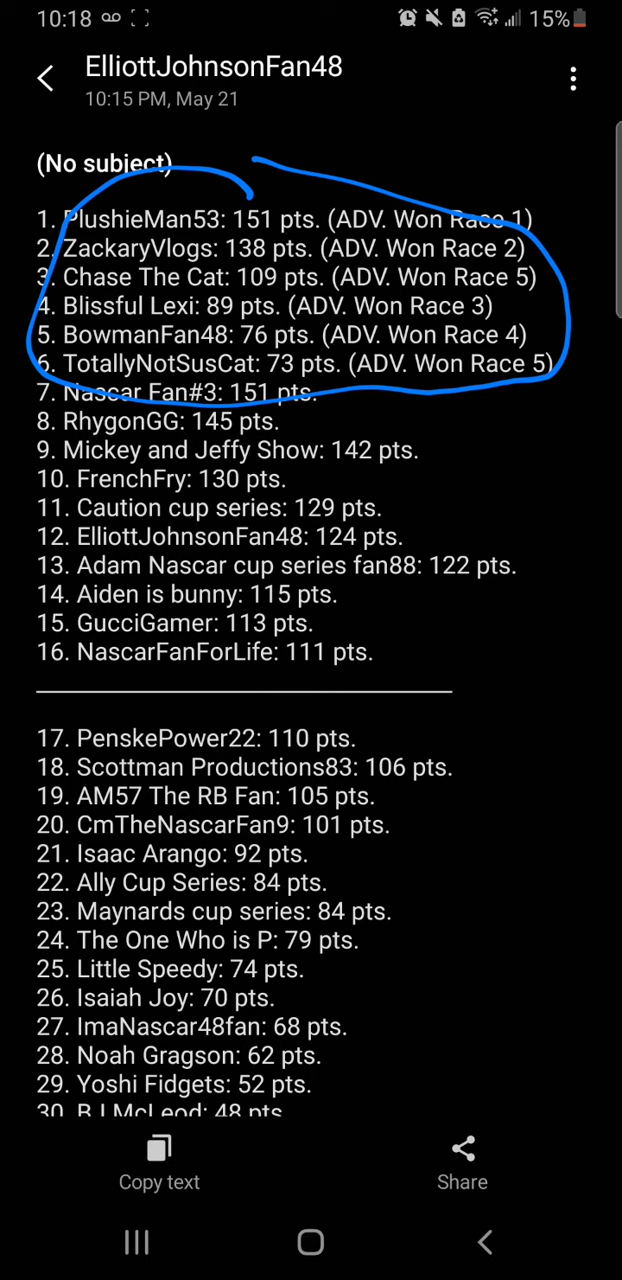 10:18 15%
ElliottJohnsonFan48
10:15 PM, May 21
(No subject)
1. PlushieMan53: 151 pts. (ADV. Won Race 1)
2. ZackaryVlogs: 138 pts. (ADV. Won Race 2)
3. Chase The Cat: 109 pts. (ADV. Won Race 5)
4. Blissful Lexi: 89 pts. (ADV. Won Race 3)
5. BowmanFan48: 76 pts. (ADV. Won Race 4)
6. TotallyNotSusCat: 73 pts. (ADV. Won Race 5)
7. Nascar Fan#3: 151 pts.
8. RhygonGG: 145 pts.
9. Mickey and Jeffy Show: 142 pts.
10. FrenchFry: 130 pts.
11. Caution cup series: 129 pts.
12. ElliottJohnsonFan48: 124 pts.
13. Adam Nascar cup series fan88: 122 pts.
14. Aiden is bunny: 115 pts.
15. GucciGamer: 113 pts.
16. NascarFanForLife: 111 pts.
17. PenskePower22: 110 pts.
18. Scottman Productions83: 106 pts.
19. AM57 The RB Fan: 105 pts.
20. CmTheNascarFan9: 101 pts.
21. Isaac Arango: 92 pts.
22. Ally Cup Series: 84 pts.
23. Maynards cup series: 84 pts.
24. The One Who is P: 79 pts.
25. Little Speedy: 74 pts.
26. Isaiah Joy: 70 pts.
27. ImaNascar48fan: 68 pts.
28. Noah Gragson: 62 pts.
29. Yoshi Fidgets: 52 pts.
30. BJ McLeod: 48 pts
Copy text
Share